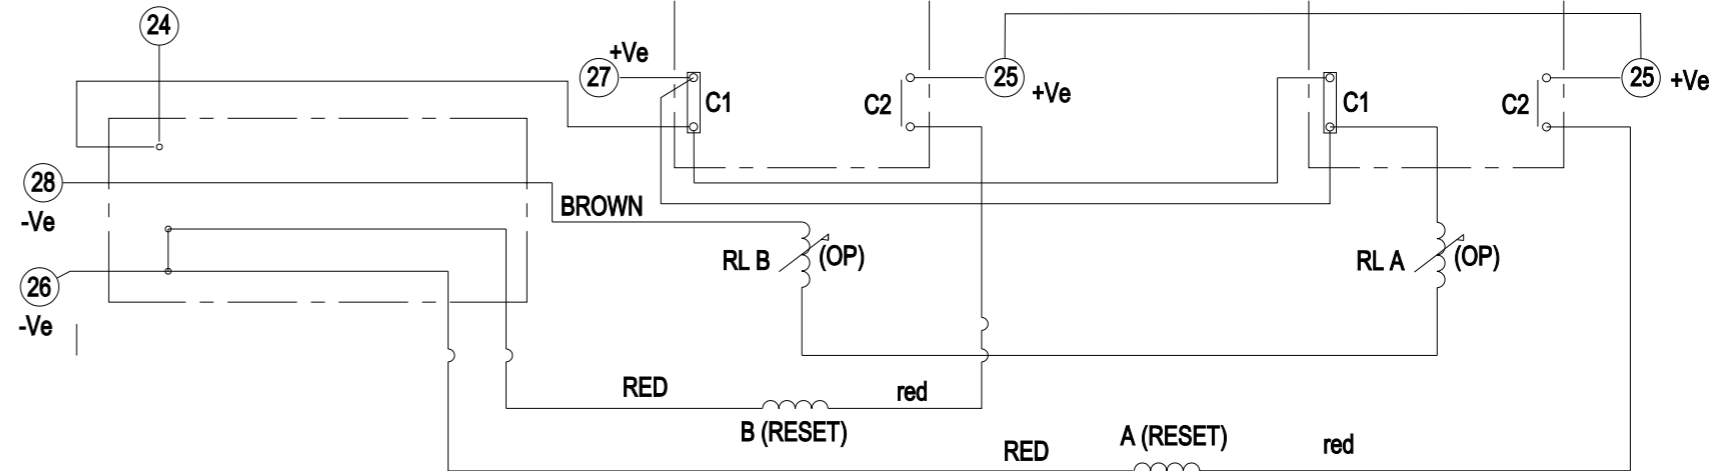 24
+Ve
27
C1
C2
25
+Ve
C1
C2
25
+Ve
28
-Ve
BROWN
RL B
(OP)
RL A
(OP)
26
-Ve
RED
red
B (RESET)
RED
A (RESET)
red